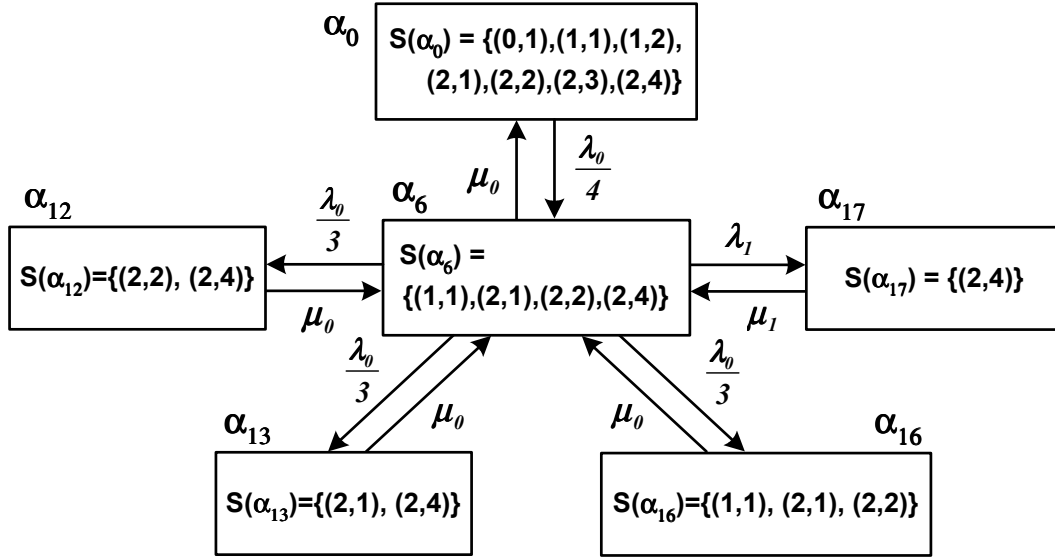 α₀
S(α₀) = {(0,1),(1,1),(1,2),
(2,1),(2,2),(2,3),(2,4)}
μ₀
λ₀/4
α₁₂
λ₀/3
α₆
λ₁
α₁₇
S(α₁₂)={(2,2), (2,4)}
S(α₆) =
{(1,1),(2,1),(2,2),(2,4)}
S(α₁₇) = {(2,4)}
μ₀
μ₁
λ₀/3
μ₀
μ₀
λ₀/3
α₁₃
α₁₆
S(α₁₃)={(2,1), (2,4)}
S(α₁₆)={(1,1), (2,1), (2,2)}